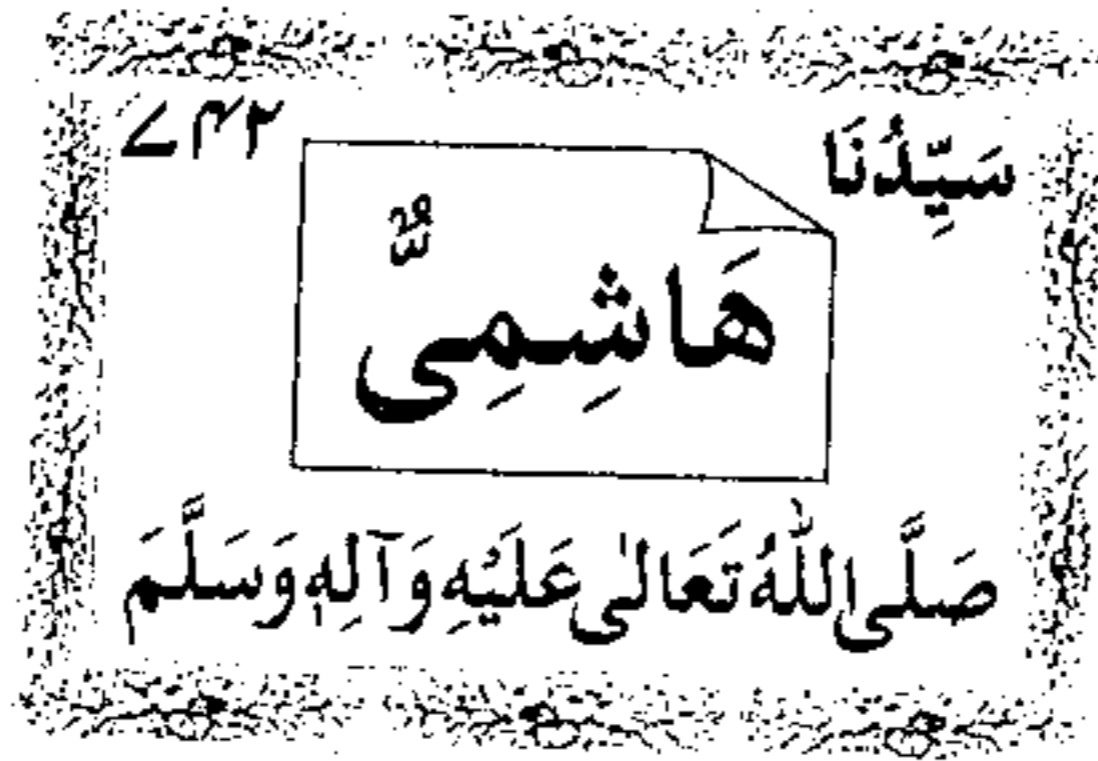 سَيِّدُنَا ۷۴۲
هَاشِمِىٌّ
صَلَّى اللّٰهُ تَعَالٰى عَلَيْهِ وَآلِهٖ وَسَلَّمَ